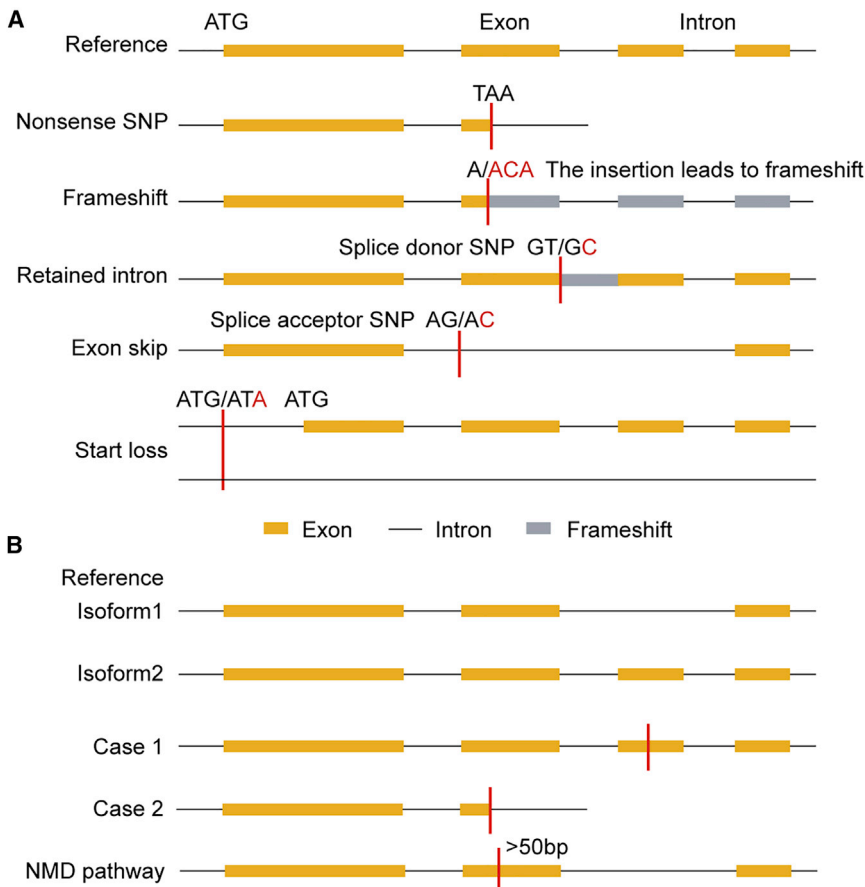 A
ATG Exon Intron
Reference
TAA
Nonsense SNP
A/ACA The insertion leads to frameshift
Frameshift
Splice donor SNP GT/GC
Retained intron
Splice acceptor SNP AG/AC
Exon skip
ATG/ATA ATG
Start loss
Exon Intron Frameshift
B
Reference
Isoform1
Isoform2
Case 1
Case 2
>50bp
NMD pathway